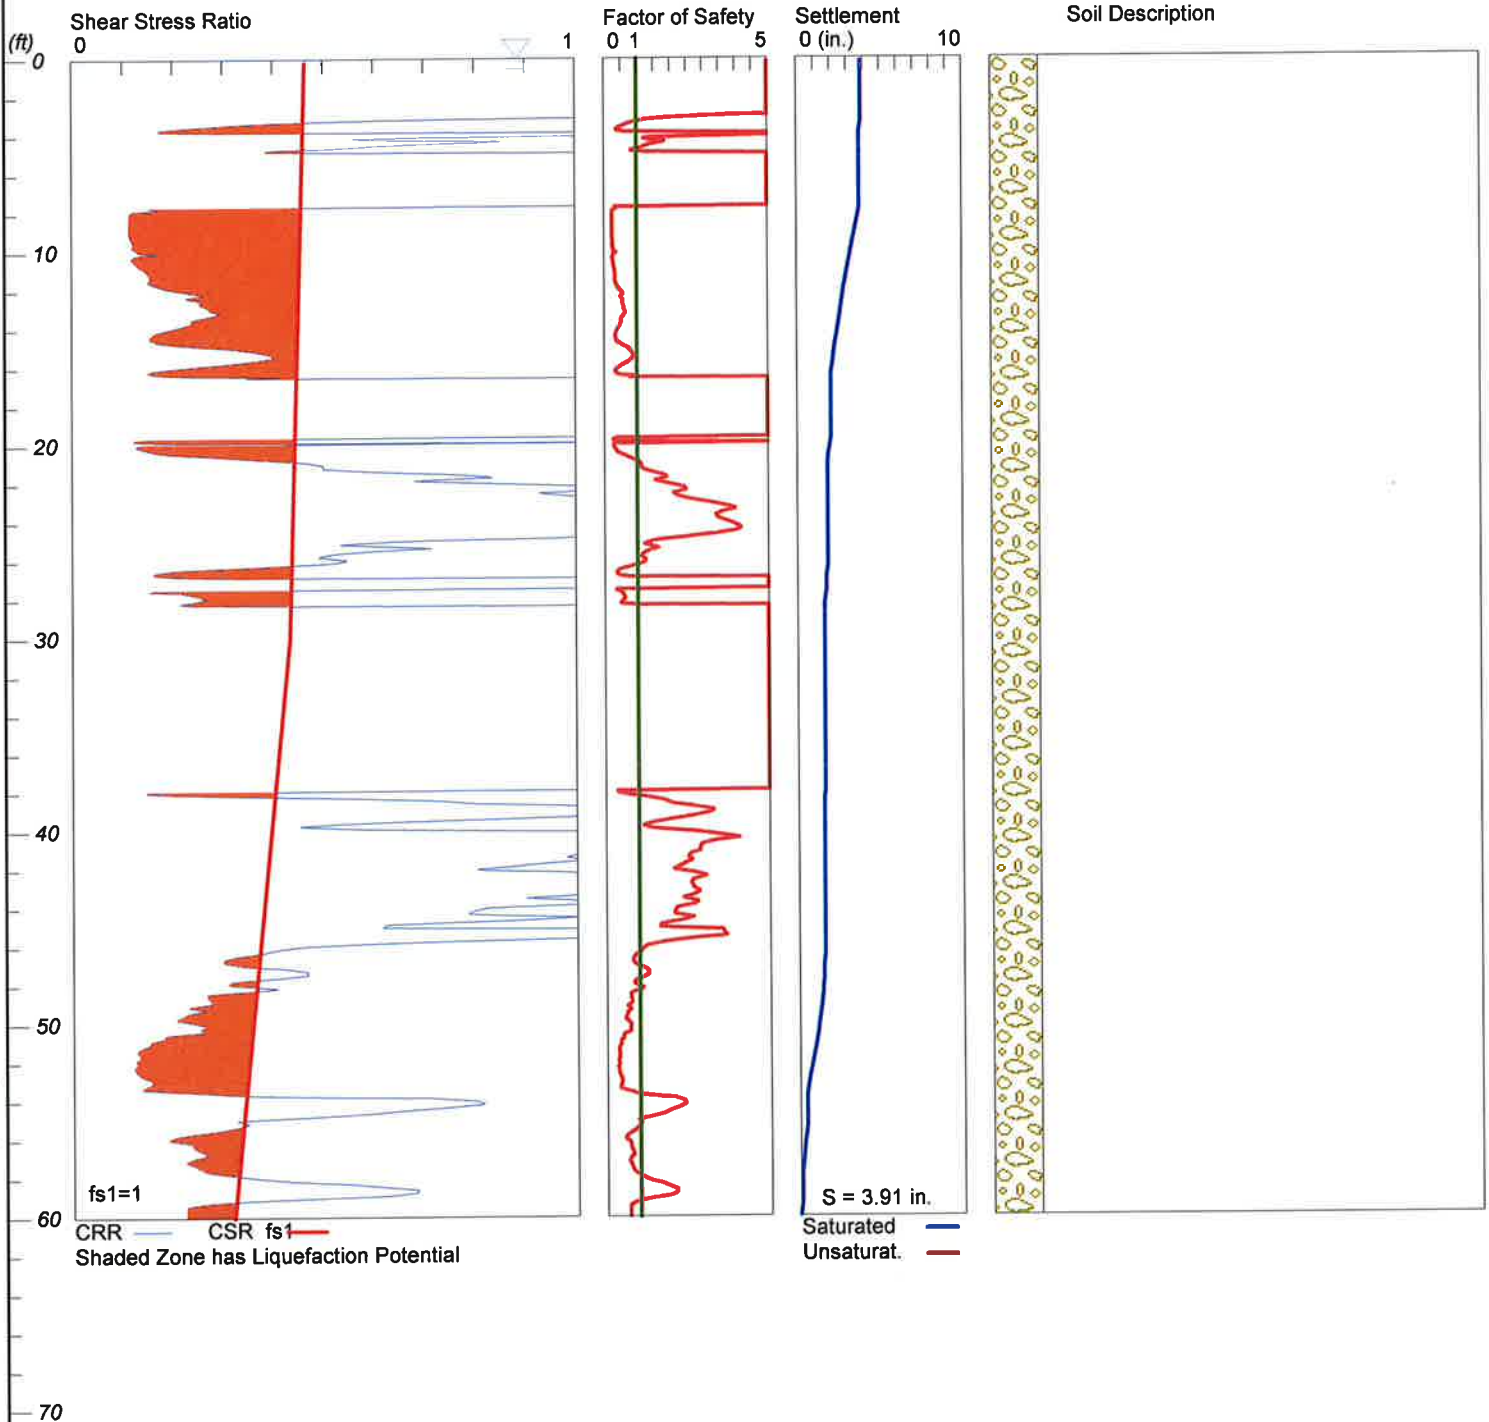 Shear Stress Ratio
Factor of Safety
Settlement
Soil Description
(ft)
0 1
0 1 5
0 (in.) 10
0
10
20
30
40
50
60
70
fs1=1
S = 3.91 in.
CRR CSR fs1
Shaded Zone has Liquefaction Potential
Saturated
Unsaturat.